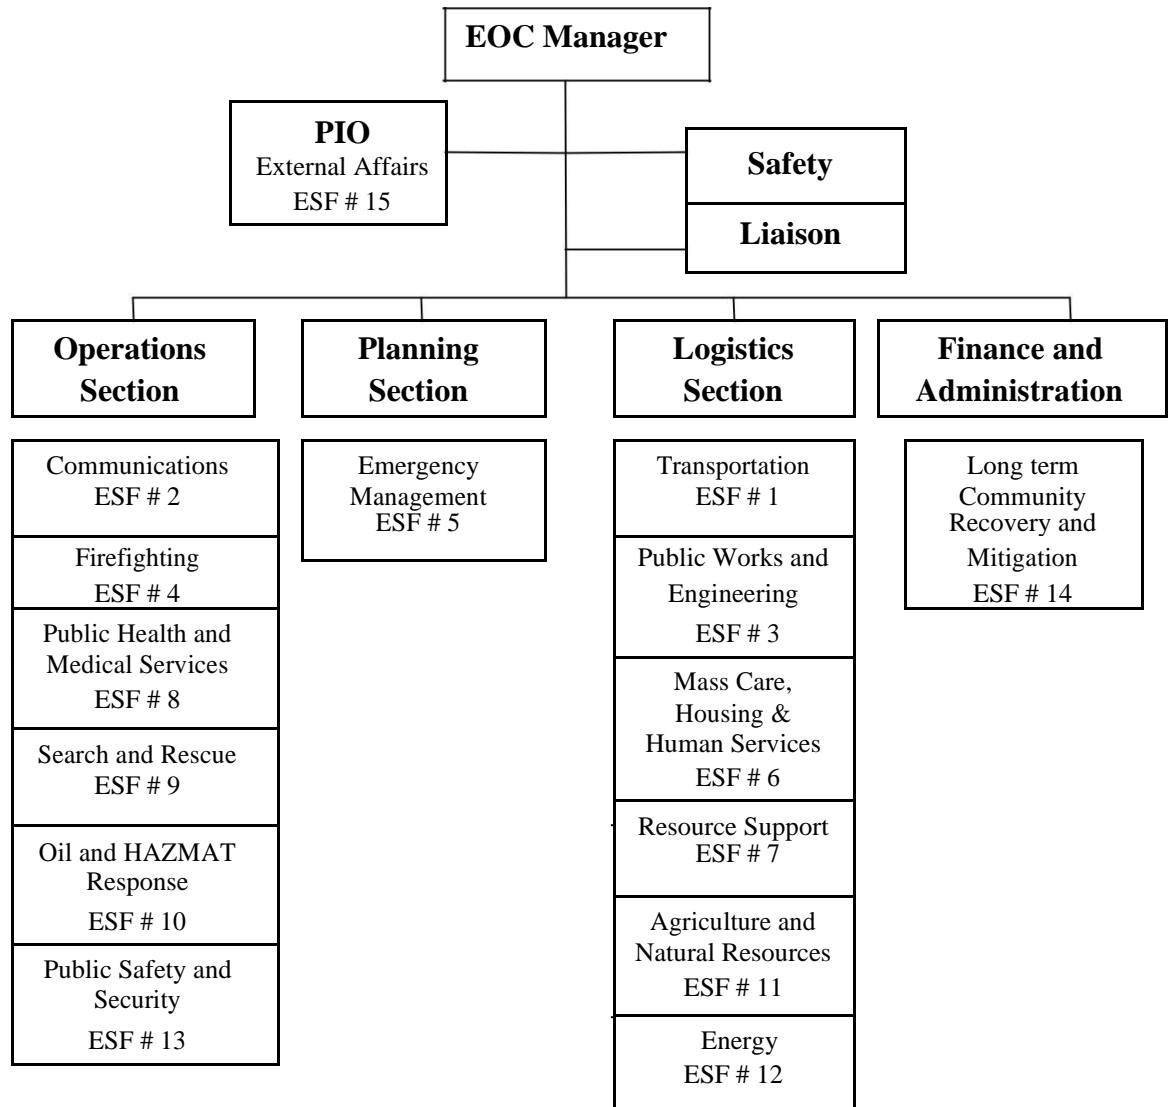 EOC Manager
PIO
External Affairs
ESF # 15
Safety
Liaison
Operations
Section
Planning
Section
Logistics
Section
Finance and
Administration
Communications
ESF # 2
Firefighting
ESF # 4
Public Health and
Medical Services
ESF # 8
Search and Rescue
ESF # 9
Oil and HAZMAT
Response
ESF # 10
Public Safety and
Security
ESF # 13
Emergency
Management
ESF # 5
Transportation
ESF # 1
Public Works and
Engineering
ESF # 3
Mass Care,
Housing &
Human Services
ESF # 6
Resource Support
ESF # 7
Agriculture and
Natural Resources
ESF # 11
Energy
ESF # 12
Long term
Community
Recovery and
Mitigation
ESF # 14